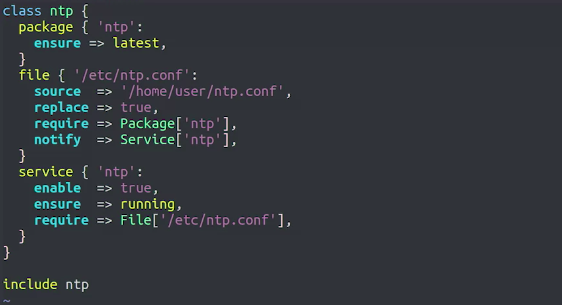 class ntp {
  package { 'ntp':
    ensure => latest,
  }
  file { '/etc/ntp.conf':
    source  => '/home/user/ntp.conf',
    replace => true,
    require => Package['ntp'],
    notify  => Service['ntp'],
  }
  service { 'ntp':
    enable  => true,
    ensure  => running,
    require => File['/etc/ntp.conf'],
  }
}

include ntp
~